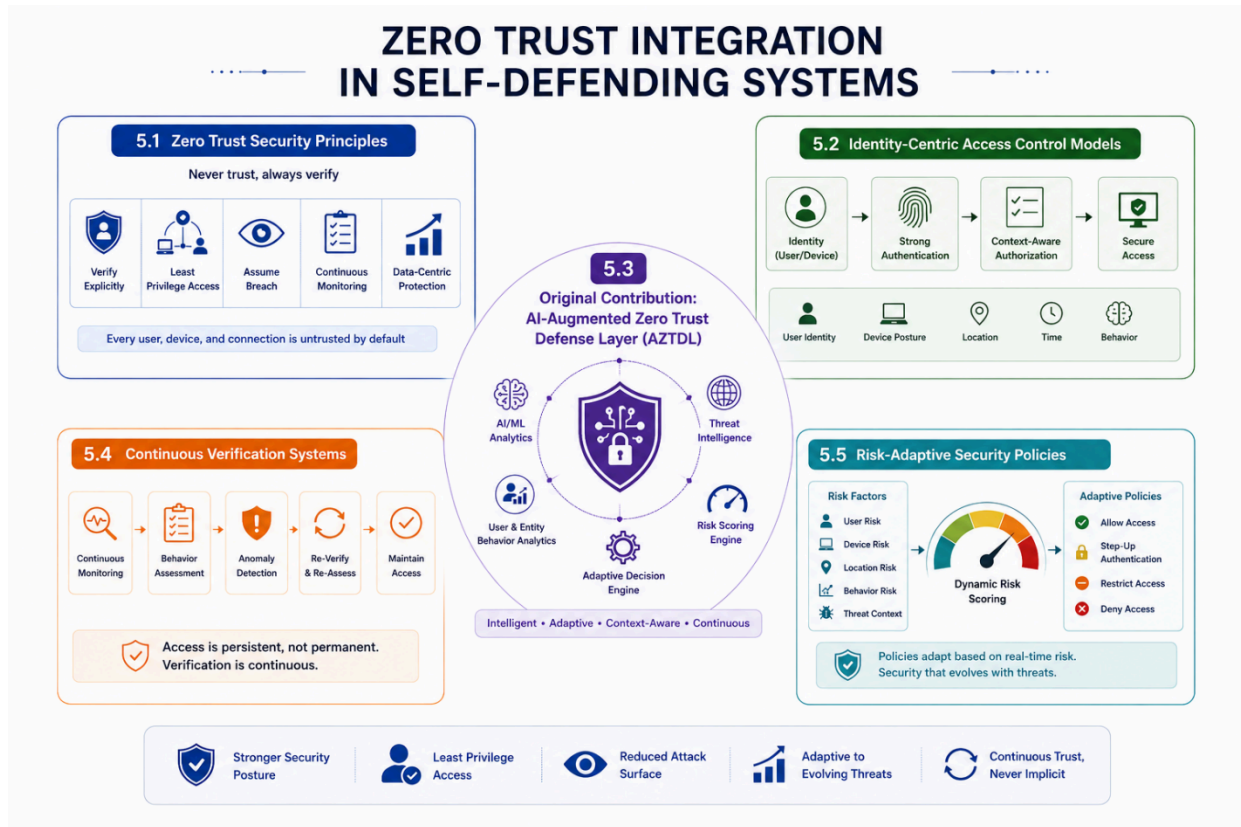 ZERO TRUST INTEGRATION
IN SELF-DEFENDING SYSTEMS
5.1 Zero Trust Security Principles
Never trust, always verify
Verify
Explicitly
Least
Privilege Access
Assume
Breach
Continuous
Monitoring
Data-Centric
Protection
Every user, device, and connection is untrusted by default
5.2 Identity-Centric Access Control Models
Identity
(User/Device)
Strong
Authentication
Context-Aware
Authorization
Secure
Access
User Identity
Device Posture
Location
Time
Behavior
5.3
Original Contribution:
AI-Augmented Zero Trust
Defense Layer (AZTDL)
AI/ML
Analytics
Threat
Intelligence
User & Entity
Behavior Analytics
Risk Scoring
Engine
Adaptive Decision
Engine
Intelligent • Adaptive • Context-Aware • Continuous
5.4 Continuous Verification Systems
Continuous
Monitoring
Behavior
Assessment
Anomaly
Detection
Re-Verify
& Re-Assess
Maintain
Access
Access is persistent, not permanent.
Verification is continuous.
5.5 Risk-Adaptive Security Policies
Risk Factors
User Risk
Device Risk
Location Risk
Behavior Risk
Threat Context
Dynamic Risk
Scoring
Adaptive Policies
Allow Access
Step-Up
Authentication
Restrict Access
Deny Access
Policies adapt based on real-time risk.
Security that evolves with threats.
Stronger Security
Posture
Least Privilege
Access
Reduced Attack
Surface
Adaptive to
Evolving Threats
Continuous Trust,
Never Implicit